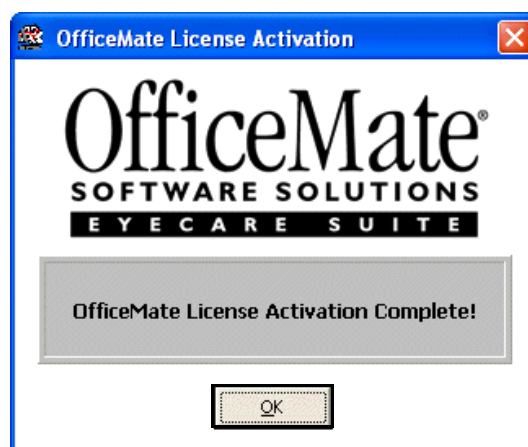 OfficeMate License Activation
OfficeMate®
SOFTWARE SOLUTIONS
EYECARE SUITE
OfficeMate License Activation Complete!
OK